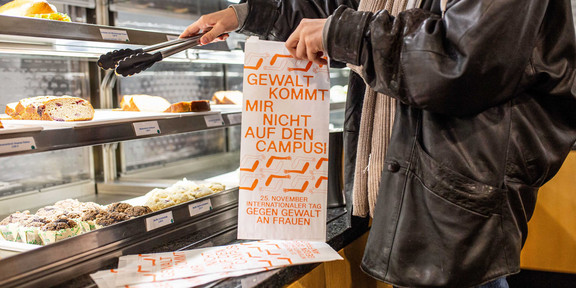 GEWALT
KOMMT
MIR
NICHT
AUF DEN
CAMPUS!
25. NOVEMBER
INTERNATIONALER TAG
GEGEN GEWALT
AN FRAUEN